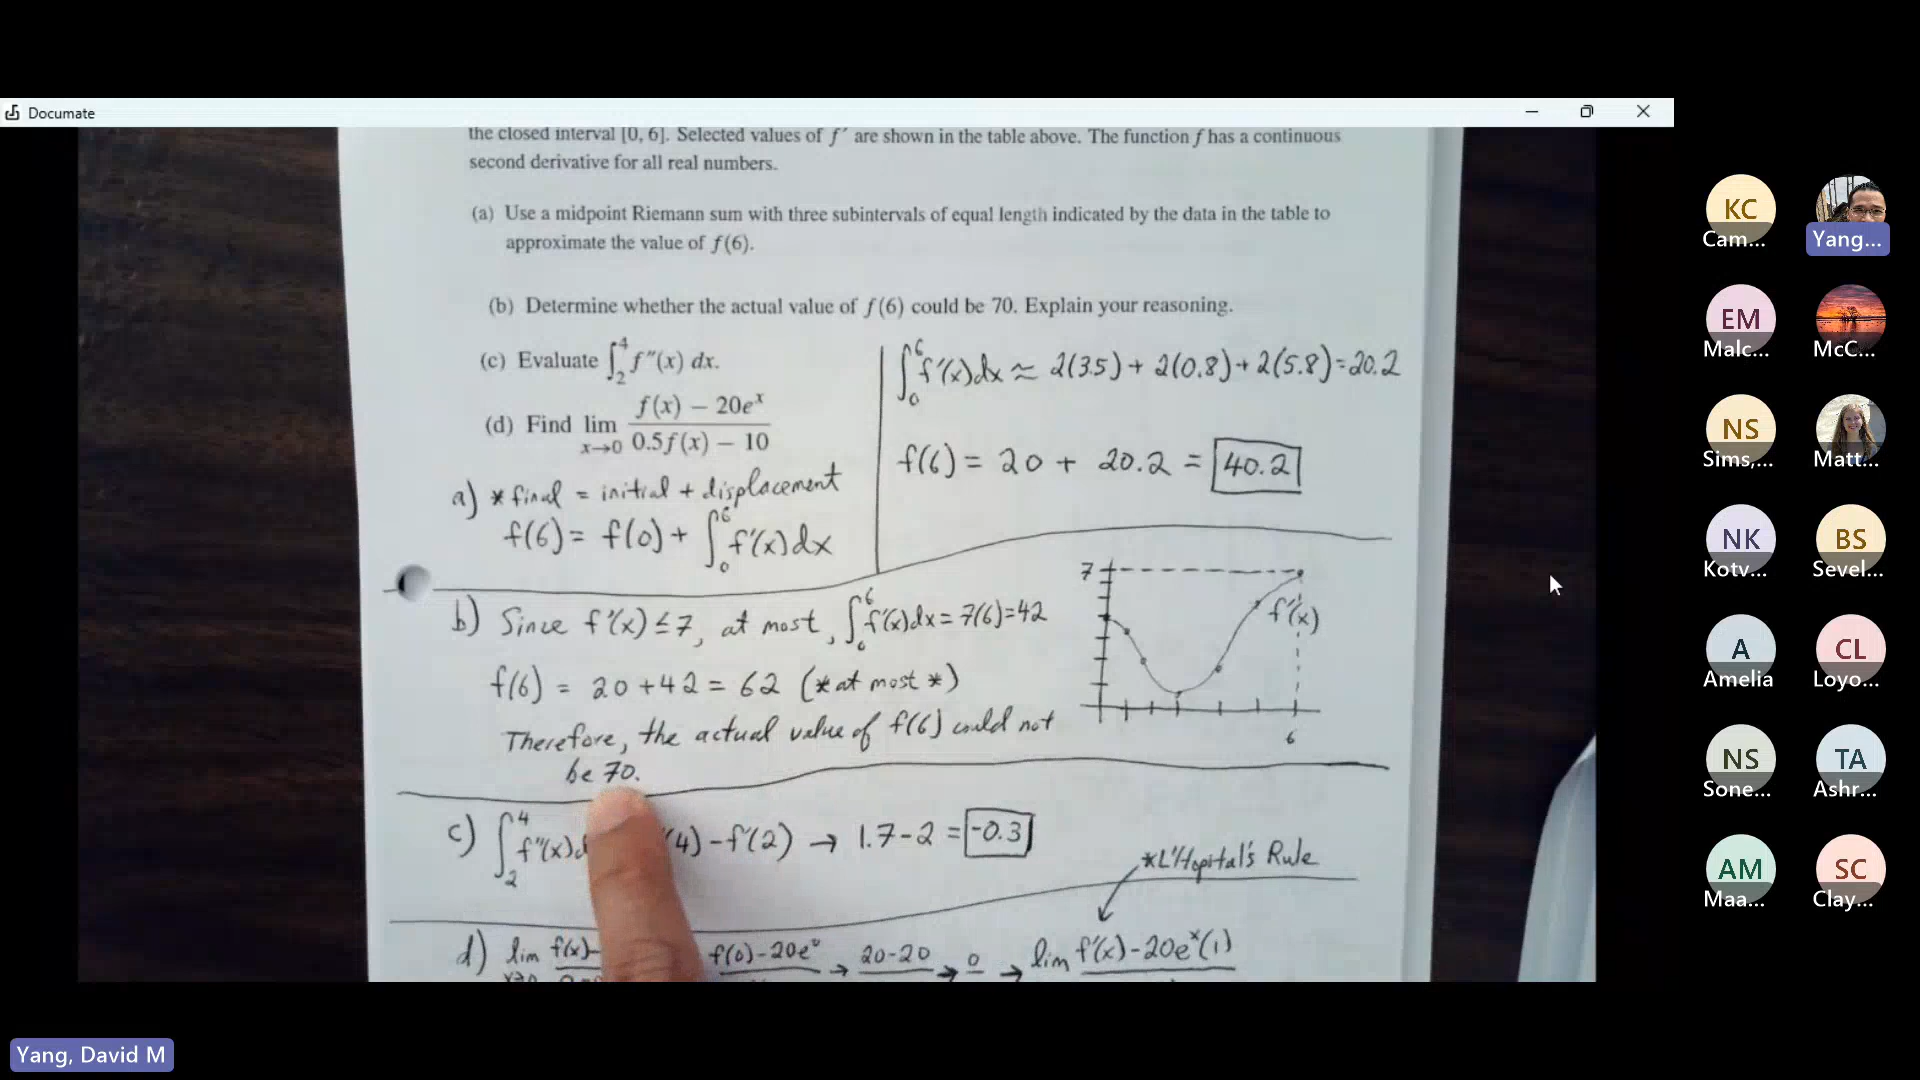 Documate
the closed interval [0, 6]. Selected values of f′ are shown in the table above. The function f has a continuous
second derivative for all real numbers.
(a) Use a midpoint Riemann sum with three subintervals of equal length indicated by the data in the table to
approximate the value of f(6).
(b) Determine whether the actual value of f(6) could be 70. Explain your reasoning.
(c) Evaluate ∫₂⁴ f″(x) dx.
(d) Find lim x→0 (f(x) − 20eˣ)/(0.5f(x) − 10)
a) *final = initial + displacement
f(6) = f(0) + ∫₀⁶ f′(x)dx
∫₀⁶ f′(x)dx ≈ 2(3.5) + 2(0.8) + 2(5.8) = 20.2
f(6) = 20 + 20.2 = 40.2
b) Since f′(x) ≤ 7, at most, ∫₀⁶ f′(x)dx = 7(6) = 42
f(6) = 20 + 42 = 62 (*at most*)
Therefore, the actual value of f(6) could not
be 70.
7
f′(x)
6
c) ∫₂⁴ f″(x) (4) - f′(2) → 1.7 - 2 = -0.3
*L'Hopital's Rule
d) lim f(x)- f(0)-20e⁰ → 20-20 → 0 → lim f′(x)-20eˣ(1)
KC
Cam...
Yang...
EM
Malc...
McC...
NS
Sims,...
Matt...
NK
Kotv...
BS
Sevel...
A
Amelia
CL
Loyo...
NS
Sone...
TA
Ashr...
AM
Maa...
SC
Clay...
Yang, David M